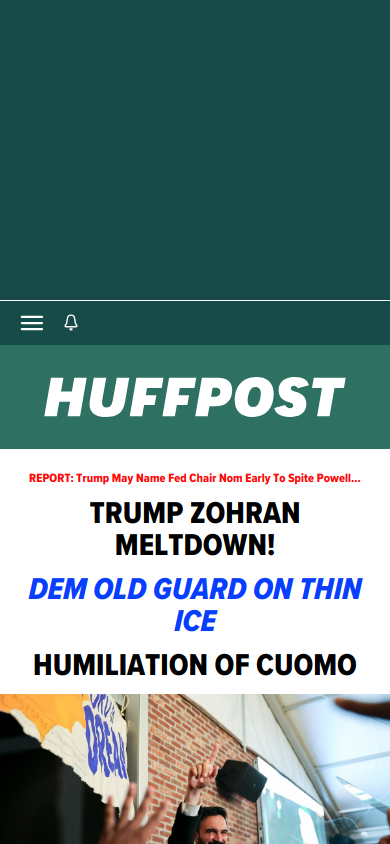 HUFFPOST
REPORT: Trump May Name Fed Chair Nom Early To Spite Powell...
TRUMP ZOHRAN
MELTDOWN!
DEM OLD GUARD ON THIN
ICE
HUMILIATION OF CUOMO
DREAM